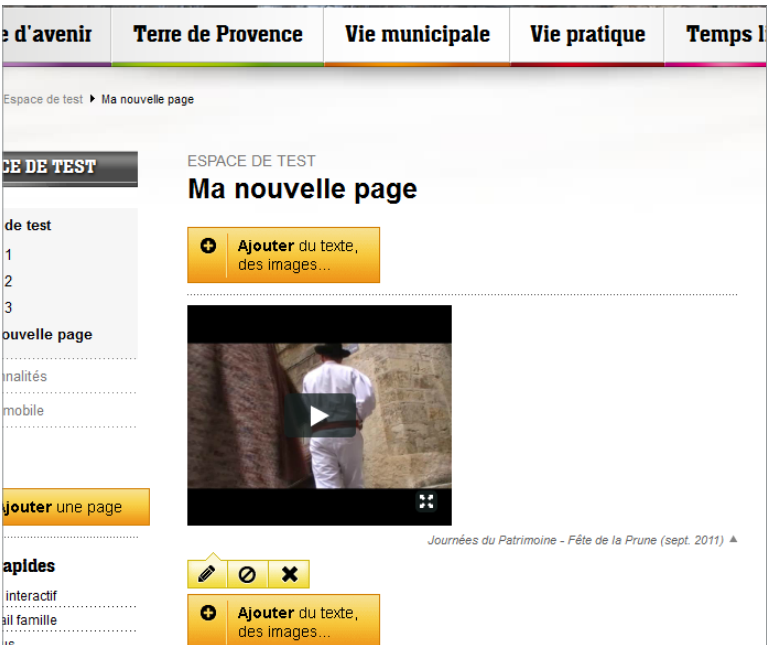 e d'avenir Terre de Provence Vie municipale Vie pratique Temps
Espace de test Ma nouvelle page
CE DE TEST
ESPACE DE TEST
Ma nouvelle page
de test
1
2
3
ouvelle page
nnalités
mobile
Ajouter du texte,
des images...
Journées du Patrimoine - Fête de la Prune (sept. 2011)
Ajouter une page
apides
interactif
ail famille
Ajouter du texte,
des images...